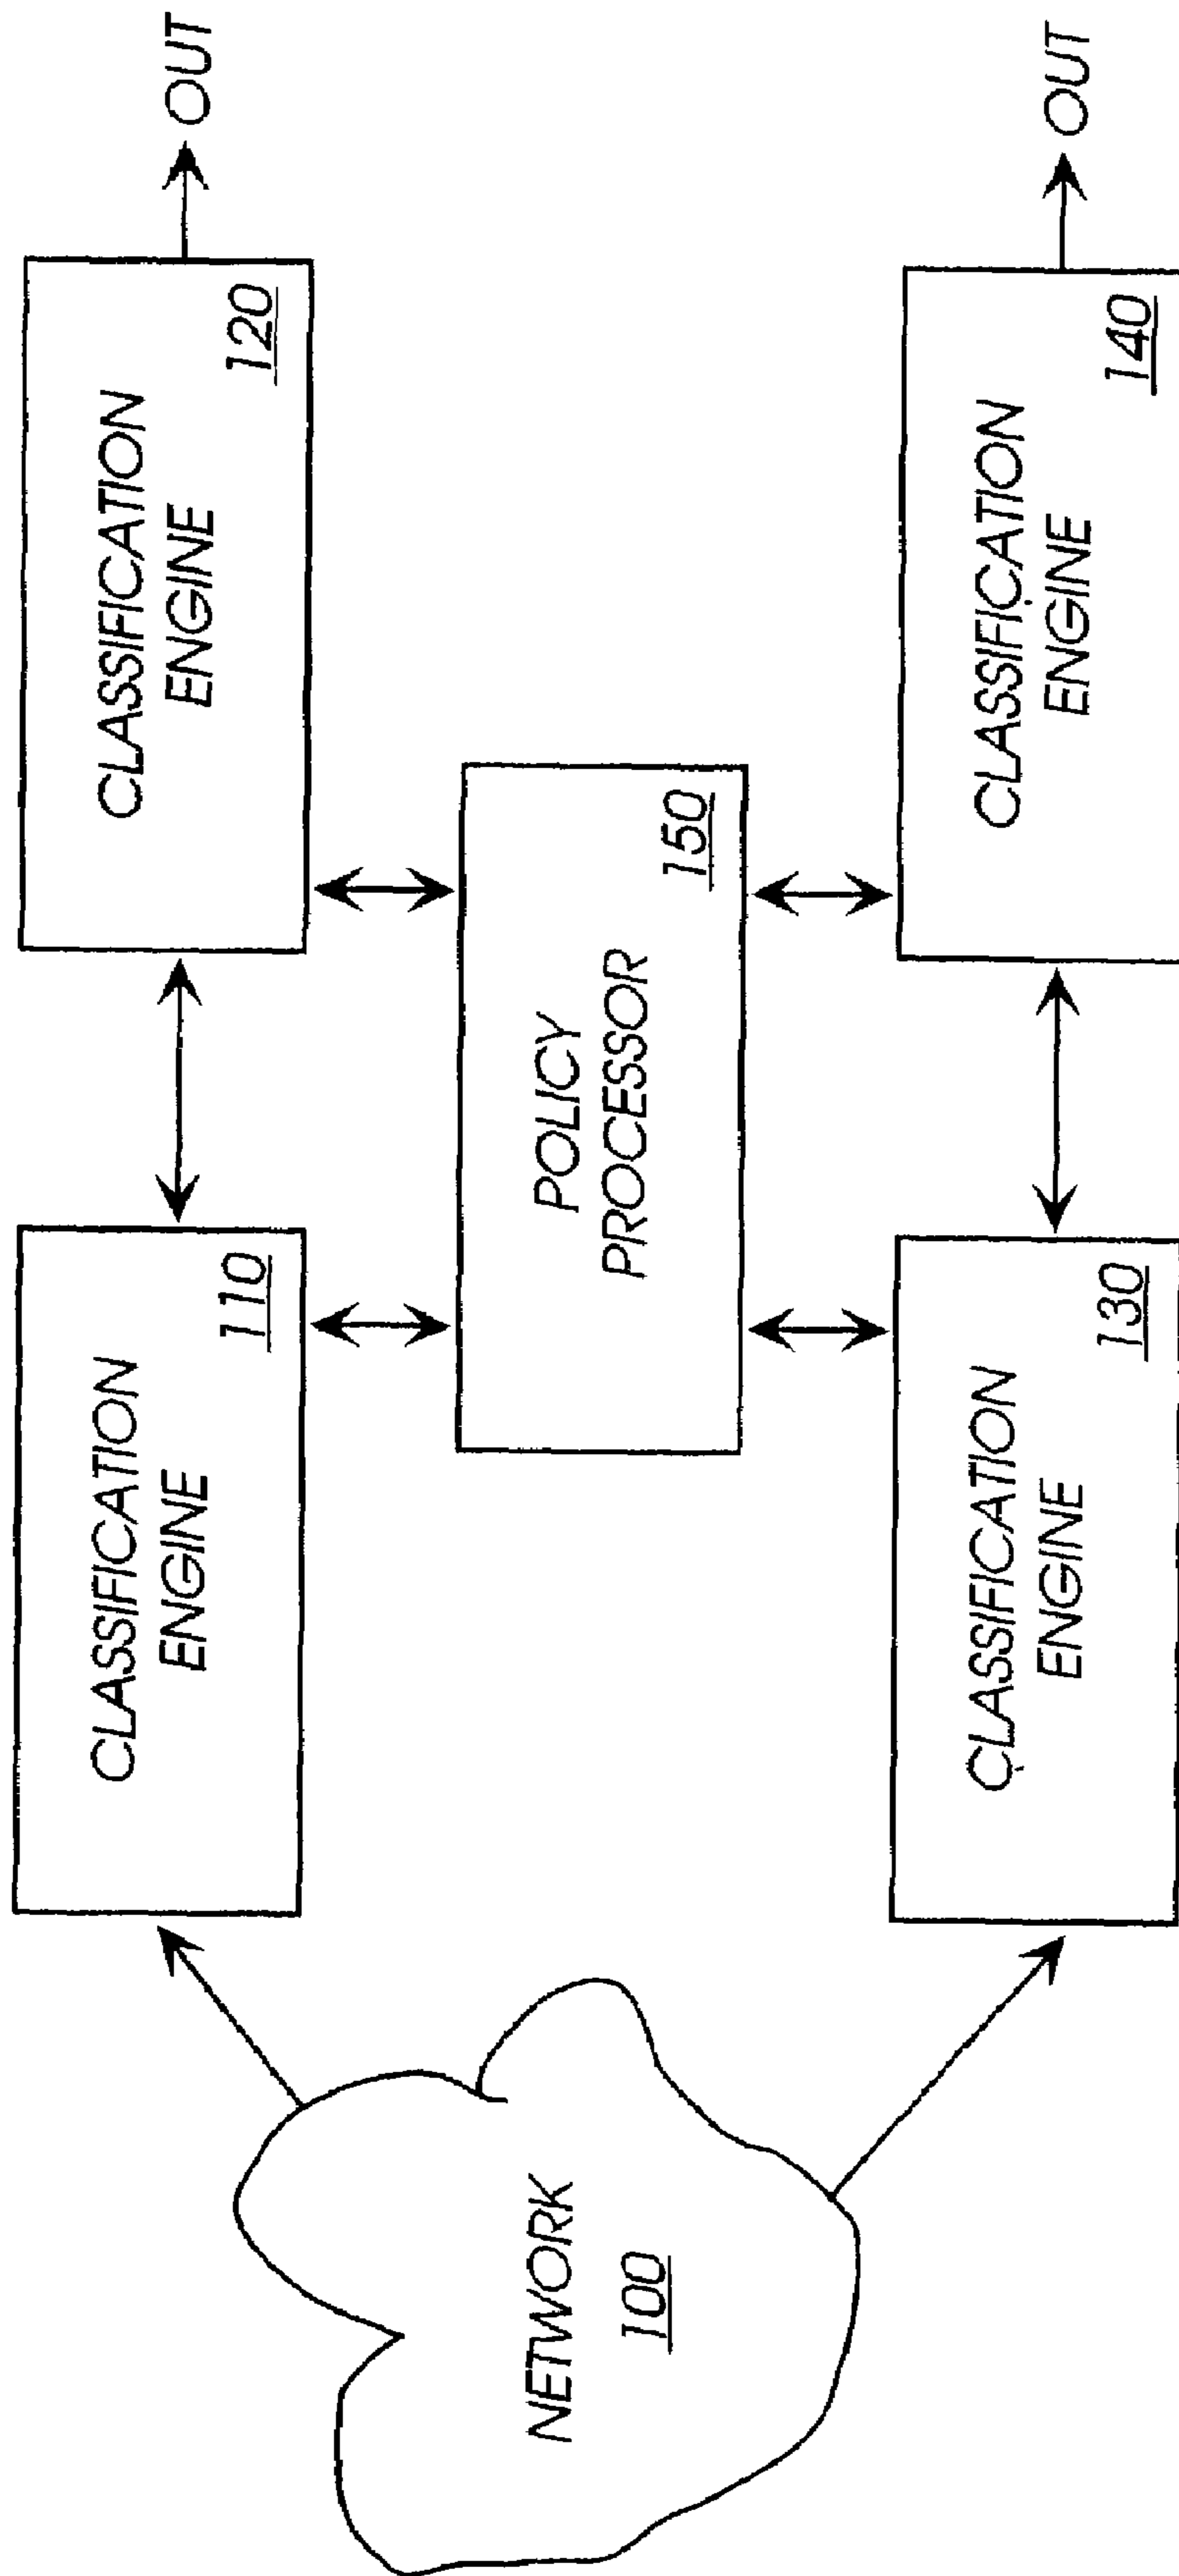 CLASSIFICATION
ENGINE
110
CLASSIFICATION
ENGINE
120
OUT
NETWORK
100
POLICY
PROCESSOR
150
CLASSIFICATION
ENGINE
130
CLASSIFICATION
ENGINE
140
OUT